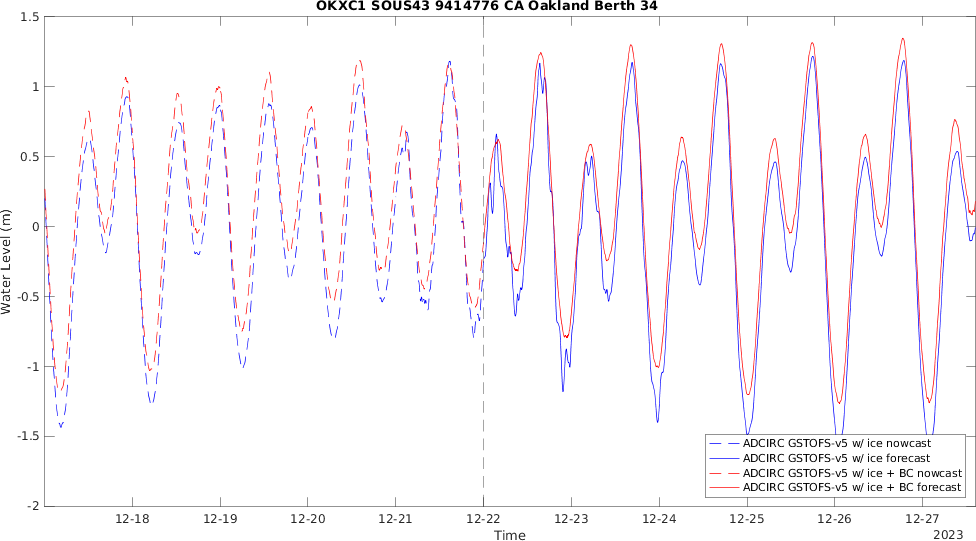 OKXC1 SOUS43 9414776 CA Oakland Berth 34
1.5
1
0.5
0
-0.5
-1
-1.5
-2
Water Level (m)
ADCIRC GSTOFS-v5 w/ ice nowcast
ADCIRC GSTOFS-v5 w/ ice forecast
ADCIRC GSTOFS-v5 w/ ice + BC nowcast
ADCIRC GSTOFS-v5 w/ ice + BC forecast
12-18 12-19 12-20 12-21 12-22 12-23 12-24 12-25 12-26 12-27
Time
2023